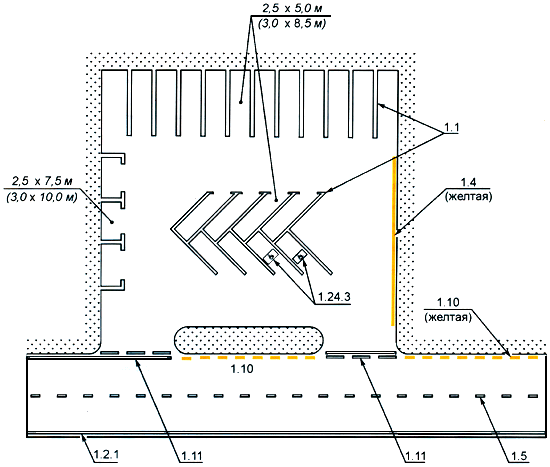 2,5 x 5,0 м
(3,0 x 8,5 м)
1.1
2,5 x 7,5 м
(3,0 x 10,0 м)
1.4
(желтая)
1.24.3
1.10
(желтая)
1.10
1.2.1
1.11
1.11
1.5